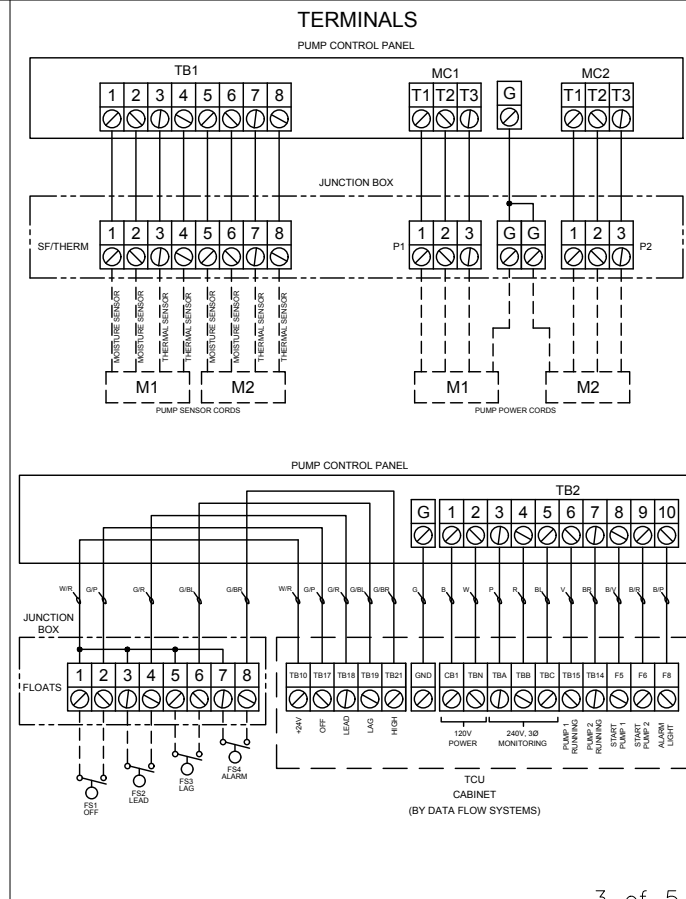 TERMINALS
PUMP CONTROL PANEL
TB1
MC1
MC2
1 2 3 4 5 6 7 8
T1 T2 T3
G
T1 T2 T3
JUNCTION BOX
SF/THERM
1 2 3 4 5 6 7 8
P1
1 2 3
G G
1 2 3
P2
MOISTURE SENSOR
MOISTURE SENSOR
THERMAL SENSOR
THERMAL SENSOR
MOISTURE SENSOR
MOISTURE SENSOR
THERMAL SENSOR
THERMAL SENSOR
M1
M2
M1
M2
PUMP SENSOR CORDS
PUMP POWER CORDS
PUMP CONTROL PANEL
TB2
G 1 2 3 4 5 6 7 8 9 10
W/R G/P G/R G/BL G/BR
W/R G/P G/R G/BL G/BR G B W P R BL V BR B/V B/R B/P
JUNCTION
BOX
FLOATS
1 2 3 4 5 6 7 8
TB10 TB17 TB18 TB19 TB21 GND CB1 TBN TBA TBB TBC TB15 TB14 F5 F6 F8
+24V
OFF
LEAD
LAG
HIGH
120V
POWER
240V, 3Ø
MONITORING
PUMP 1
RUNNING
PUMP 2
RUNNING
START
PUMP 1
START
PUMP 2
ALARM
LIGHT
FS1
OFF
FS2
LEAD
FS3
LAG
FS4
ALARM
TCU
CABINET
(BY DATA FLOW SYSTEMS)
3 of 5